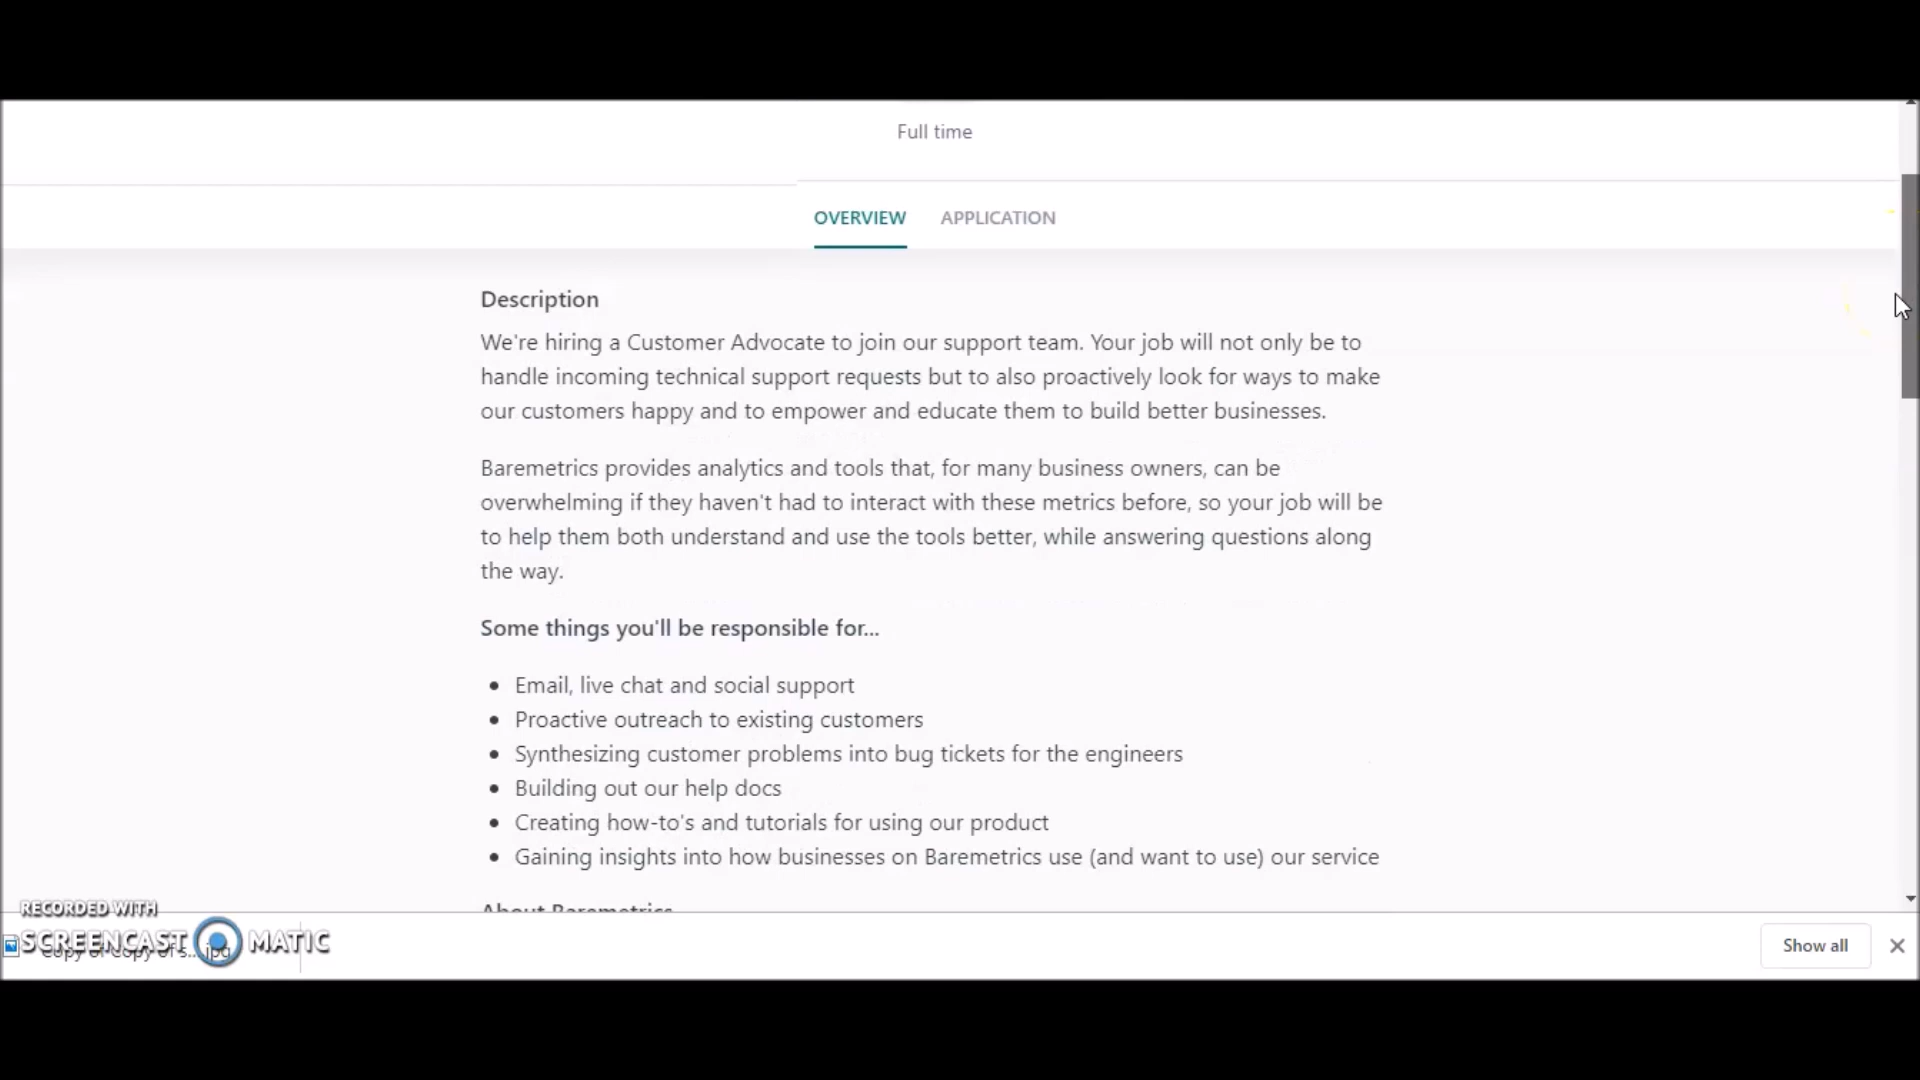 Full time
OVERVIEW APPLICATION
Description
We're hiring a Customer Advocate to join our support team. Your job will not only be to
handle incoming technical support requests but to also proactively look for ways to make
our customers happy and to empower and educate them to build better businesses.
Baremetrics provides analytics and tools that, for many business owners, can be
overwhelming if they haven't had to interact with these metrics before, so your job will be
to help them both understand and use the tools better, while answering questions along
the way.
Some things you'll be responsible for...
• Email, live chat and social support
• Proactive outreach to existing customers
• Synthesizing customer problems into bug tickets for the engineers
• Building out our help docs
• Creating how-to's and tutorials for using our product
• Gaining insights into how businesses on Baremetrics use (and want to use) our service
About Baremetrics
RECORDED WITH
SCREENCAST MATIC
Copy of Copy of s....jpg
Show all